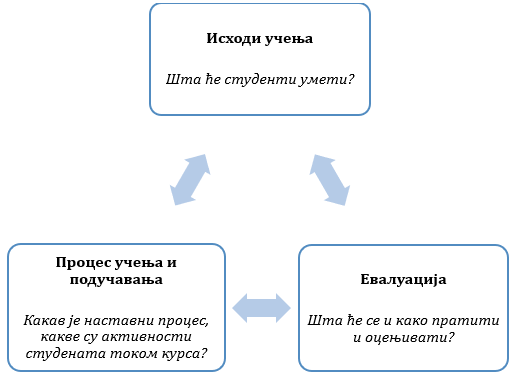 Исходи учења
Шта ће студенти умети?
Процес учења и
подучавања
Какав је наставни процес,
какве су активности
студената током курса?
Евалуација
Шта ће се и како пратити
и оцењивати?